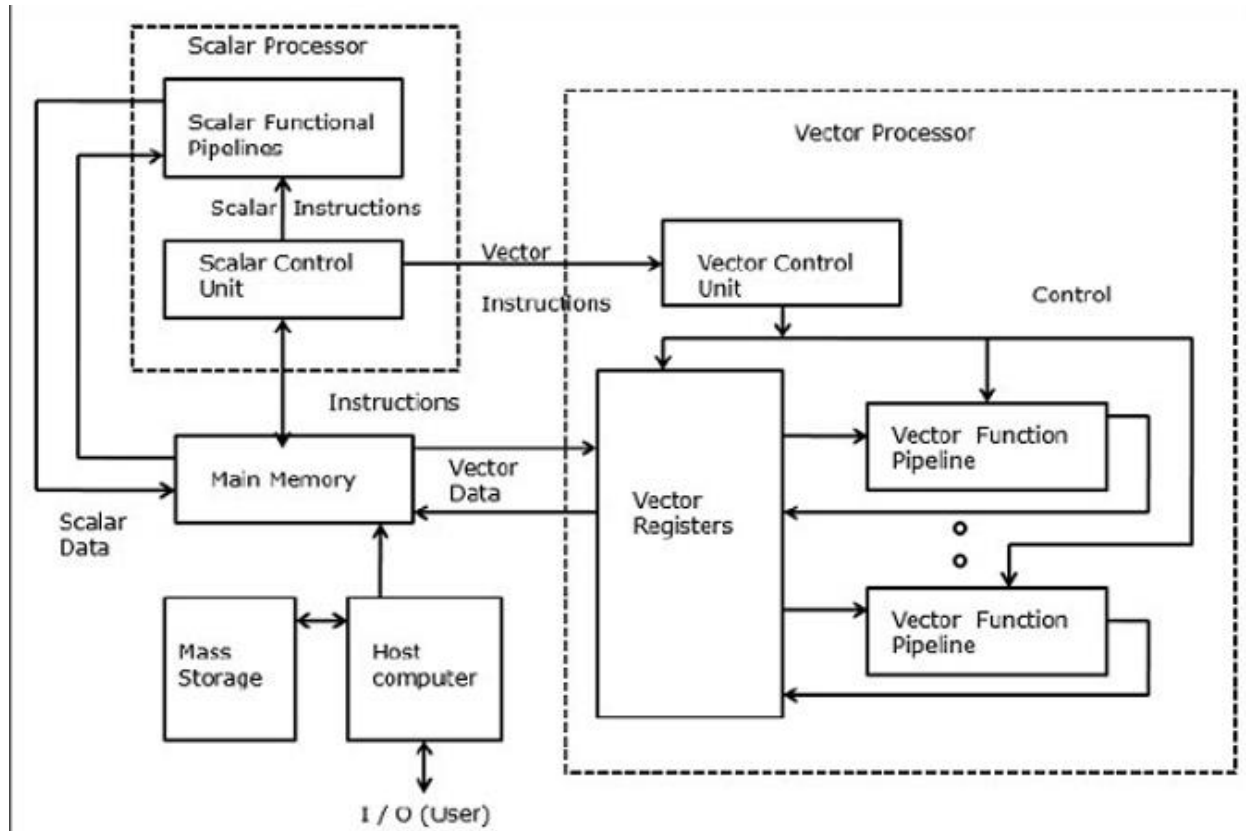 Scalar Processor
Scalar Functional
Pipelines
Scalar Instructions
Scalar Control
Unit
Vector
Instructions
Vector Processor
Vector Control
Unit
Control
Instructions
Main Memory
Vector
Data
Scalar
Data
Vector
Registers
Vector Function
Pipeline
Vector Function
Pipeline
Mass
Storage
Host
computer
I / O (User)